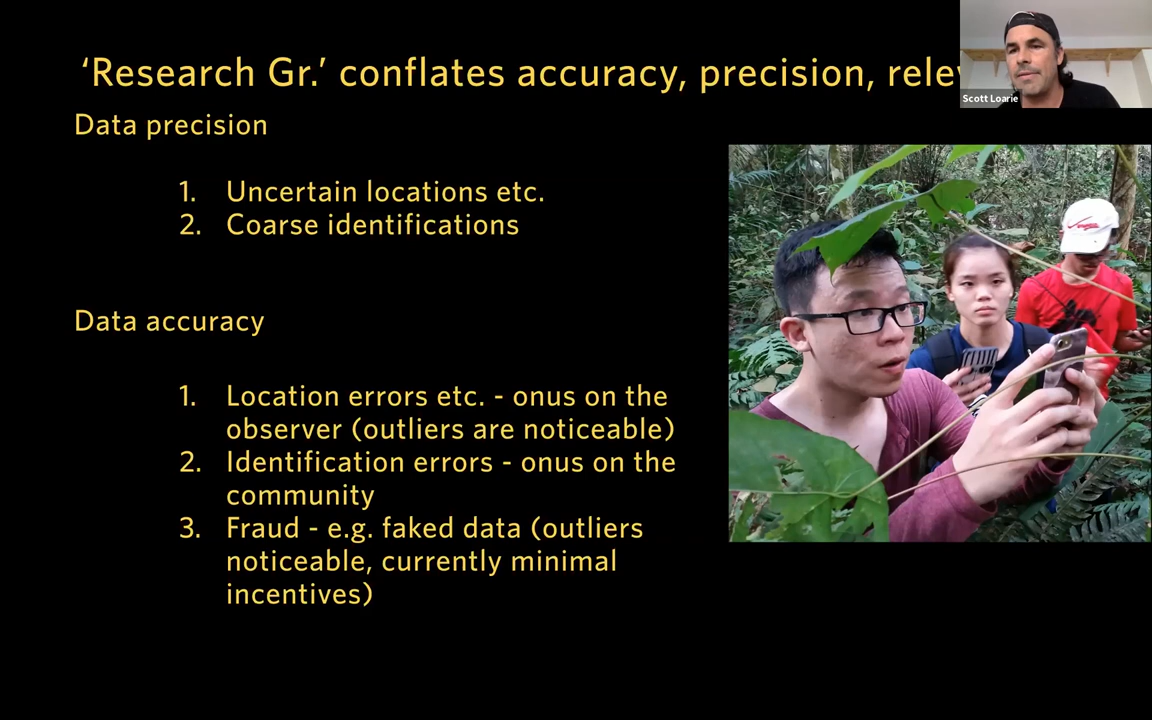 ‘Research Gr.’ conflates accuracy, precision,
Scott Loarie
Data precision
1. Uncertain locations etc.
2. Coarse identifications
Data accuracy
1. Location errors etc. - onus on the
observer (outliers are noticeable)
2. Identification errors - onus on the
community
3. Fraud - e.g. faked data (outliers
noticeable, currently minimal
incentives)